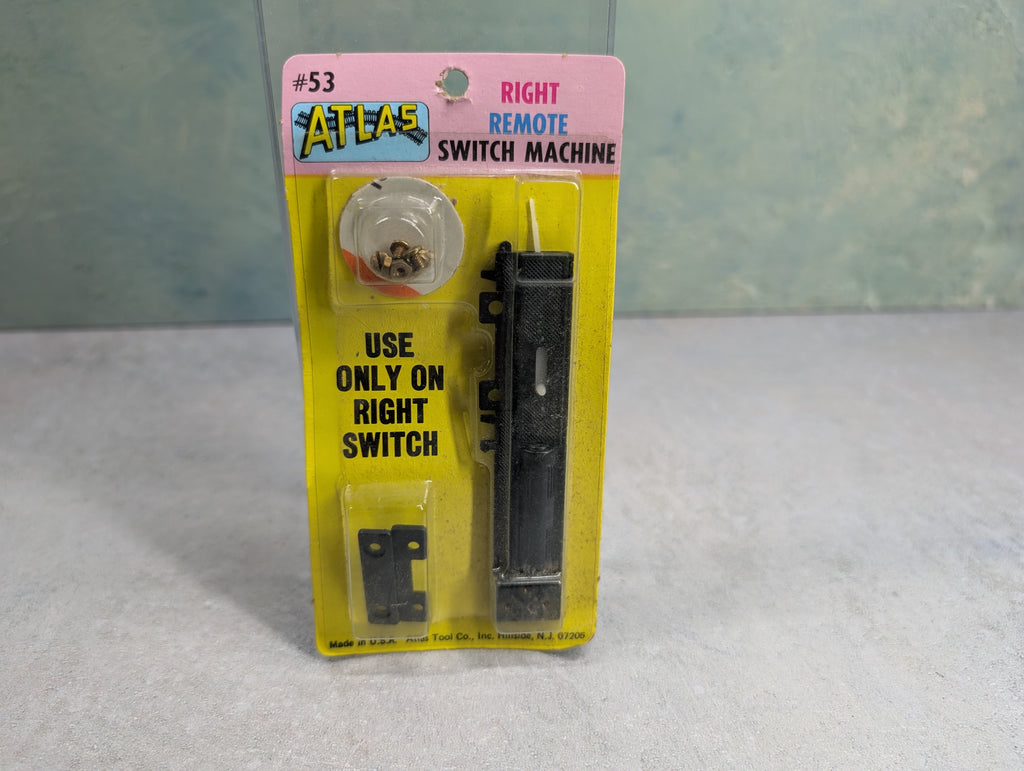 #53
ATLAS
RIGHT
REMOTE
SWITCH MACHINE
USE
ONLY ON
RIGHT
SWITCH
Made in U.S.A. Atlas Tool Co., Inc. Hillside, N.J. 07205